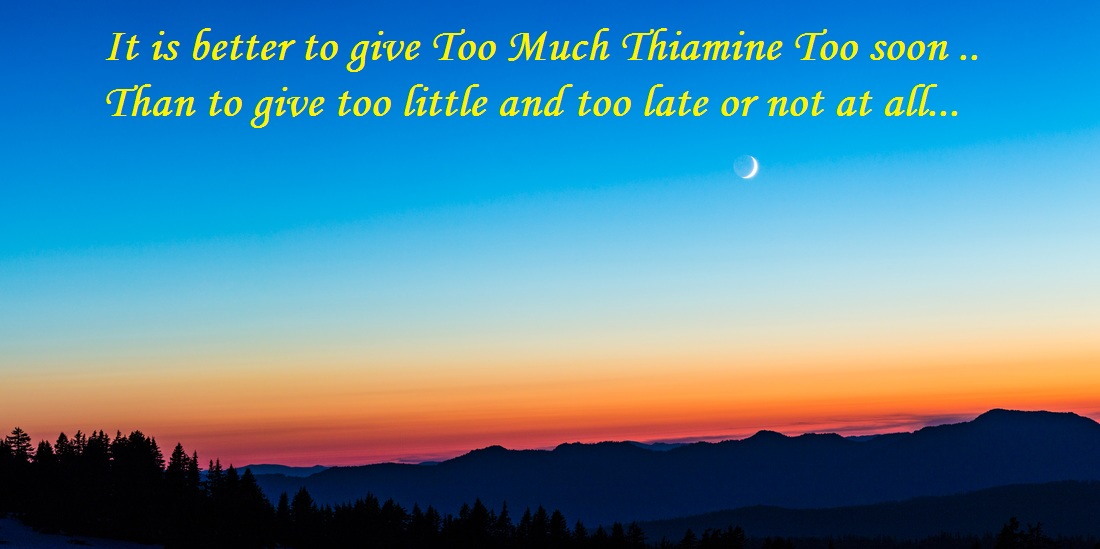 It is better to give Too Much Thiamine Too soon ..
Than to give too little and too late or not at all...